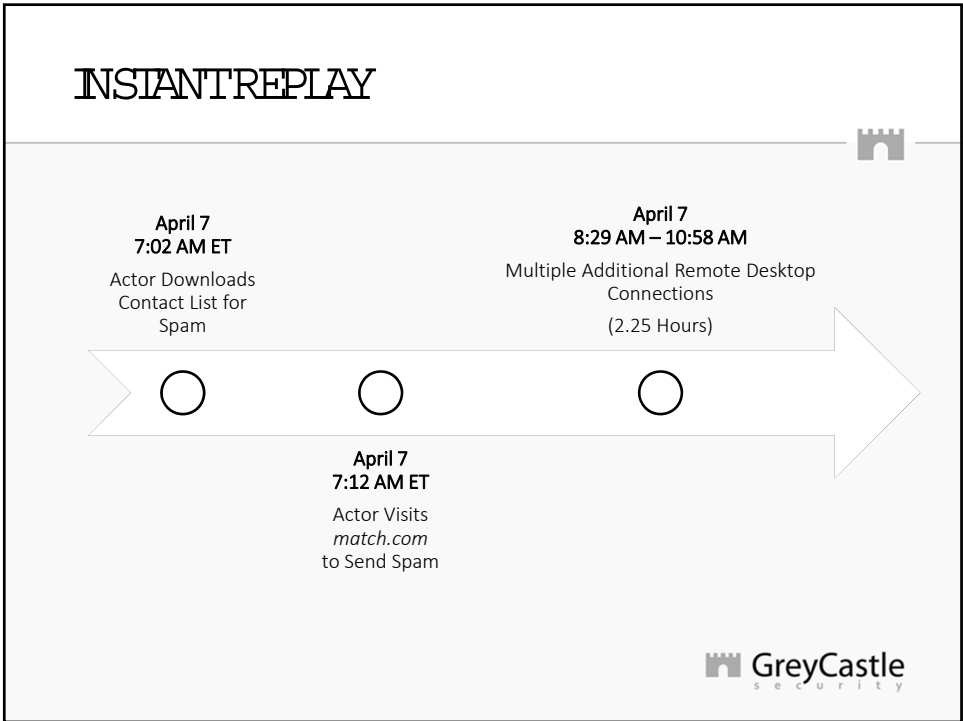 INSTANT REPLAY
April 7
7:02 AM ET
Actor Downloads
Contact List for
Spam
April 7
8:29 AM – 10:58 AM
Multiple Additional Remote Desktop
Connections
(2.25 Hours)
April 7
7:12 AM ET
Actor Visits
match.com
to Send Spam
GreyCastle
security